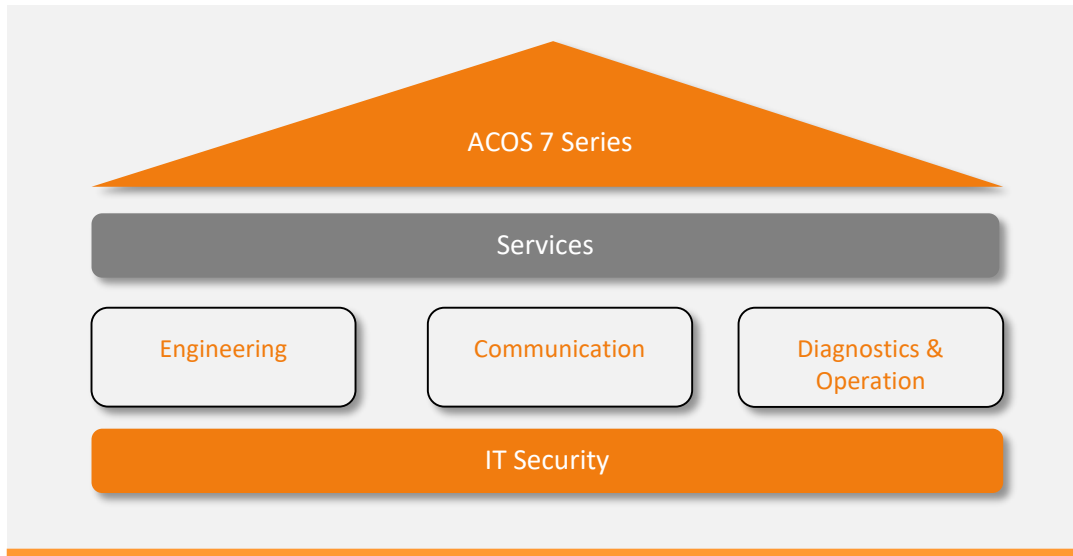 ACOS 7 Series
Services
Engineering
Communication
Diagnostics &
Operation
IT Security